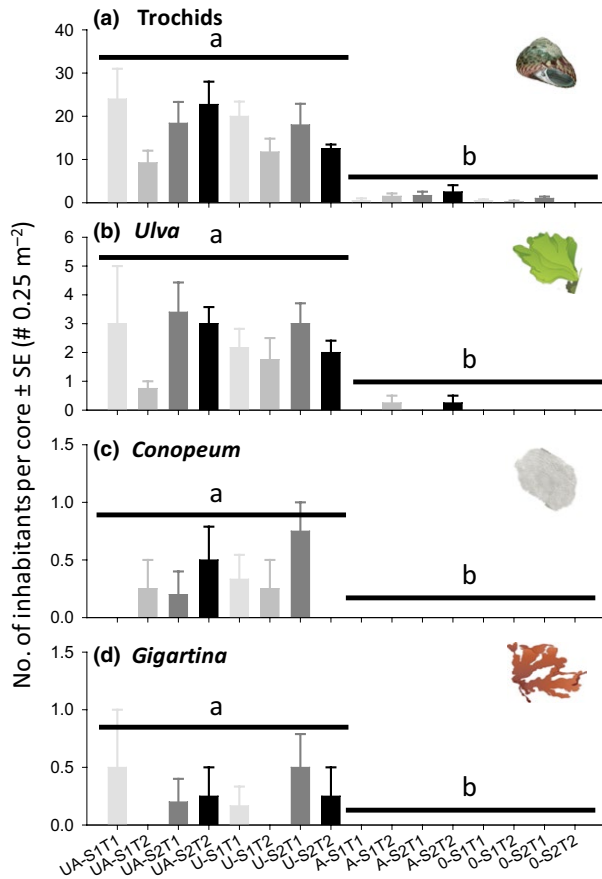 (a) Trochids
40
30
20
10
0
a
b
(b) Ulva
6
5
4
3
2
1
0
a
b
(c) Conopeum
1.5
1.0
0.5
0.0
a
b
(d) Gigartina
1.5
1.0
0.5
0.0
a
b
No. of inhabitants per core ± SE (# 0.25 m⁻²)
UA-S1T1
UA-S1T2
UA-S2T1
UA-S2T2
U-S1T1
U-S1T2
U-S2T1
U-S2T2
A-S1T1
A-S1T2
A-S2T1
A-S2T2
0-S1T1
0-S1T2
0-S2T1
0-S2T2